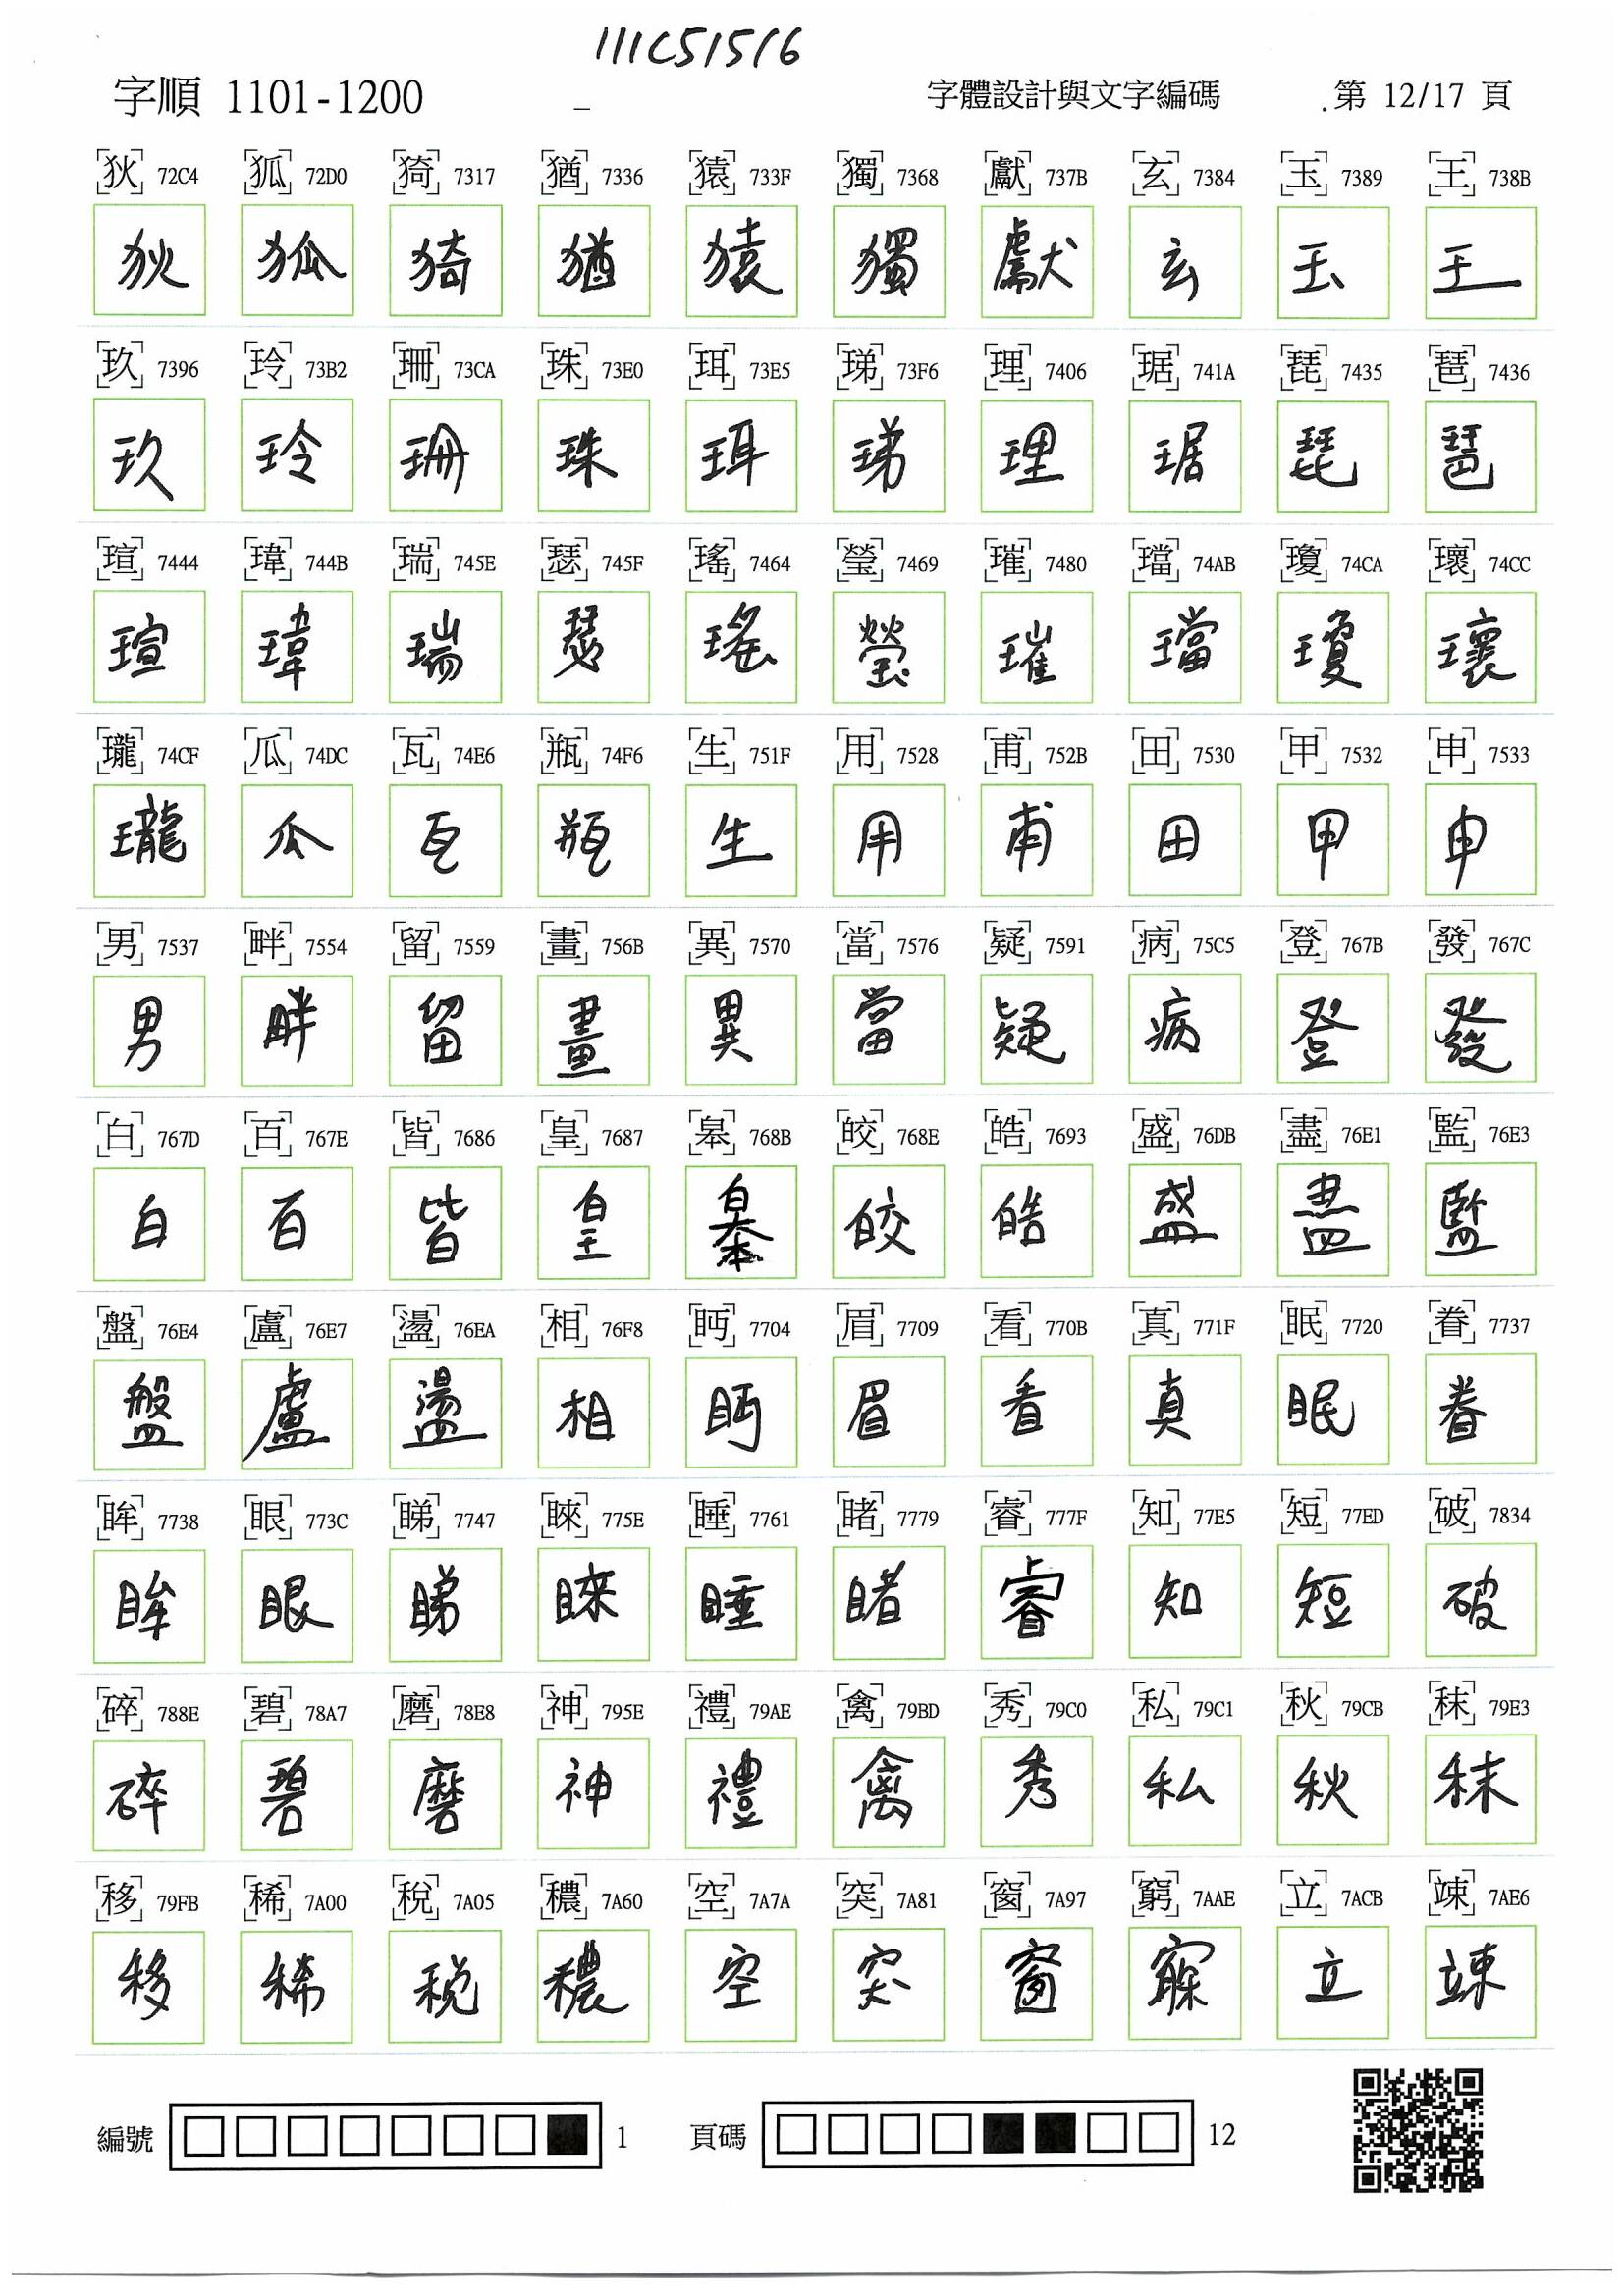 111C51516
字順 1101-1200 _ 字體設計與文字編碼 第 12/17 頁
狄 72C4 狐 72D0 猗 7317 猶 7336 猿 733F 獨 7368 獻 737B 玄 7384 玉 7389 王 738B
狄 狐 猗 猶 猿 獨 獻 玄 玉 王
玖 7396 玲 73B2 珊 73CA 珠 73E0 珥 73E5 珶 73F6 理 7406 琚 741A 琵 7435 琶 7436
玖 玲 珊 珠 珥 珶 理 琚 琵 琶
瑄 7444 瑋 744B 瑞 745E 瑟 745F 瑤 7464 瑩 7469 璀 7480 璫 74AB 瓊 74CA 瓌 74CC
瑄 瑋 瑞 瑟 瑤 瑩 璀 璫 瓊 瓌
瓏 74CF 瓜 74DC 瓦 74E6 瓶 74F6 生 751F 用 7528 甫 752B 田 7530 甲 7532 申 7533
瓏 瓜 瓦 瓶 生 用 甫 田 甲 申
男 7537 畔 7554 留 7559 畫 756B 異 7570 當 7576 疑 7591 病 75C5 登 767B 發 767C
男 畔 留 畫 異 當 疑 病 登 發
白 767D 百 767E 皆 7686 皇 7687 皋 768B 皎 768E 皓 7693 盛 76DB 盡 76E1 監 76E3
白 百 皆 皇 皋 皎 皓 盛 盡 監
盤 76E4 盧 76E7 盪 76EA 相 76F8 眄 7704 眉 7709 看 770B 真 771F 眠 7720 眷 7737
盤 盧 盪 相 眄 眉 看 真 眠 眷
眸 7738 眼 773C 睇 7747 睞 775E 睡 7761 睹 7779 睿 777F 知 77E5 短 77ED 破 7834
眸 眼 睇 睞 睡 睹 睿 知 短 破
碎 788E 碧 78A7 磨 78E8 神 795E 禮 79AE 禽 79BD 秀 79C0 私 79C1 秋 79CB 秣 79E3
碎 碧 磨 神 禮 禽 秀 私 秋 秣
移 79FB 稀 7A00 稅 7A05 穠 7A60 空 7A7A 突 7A81 窗 7A97 窮 7AAE 立 7ACB 竦 7AE6
移 稀 稅 穠 空 突 窗 窮 立 竦
編號 1 頁碼 12